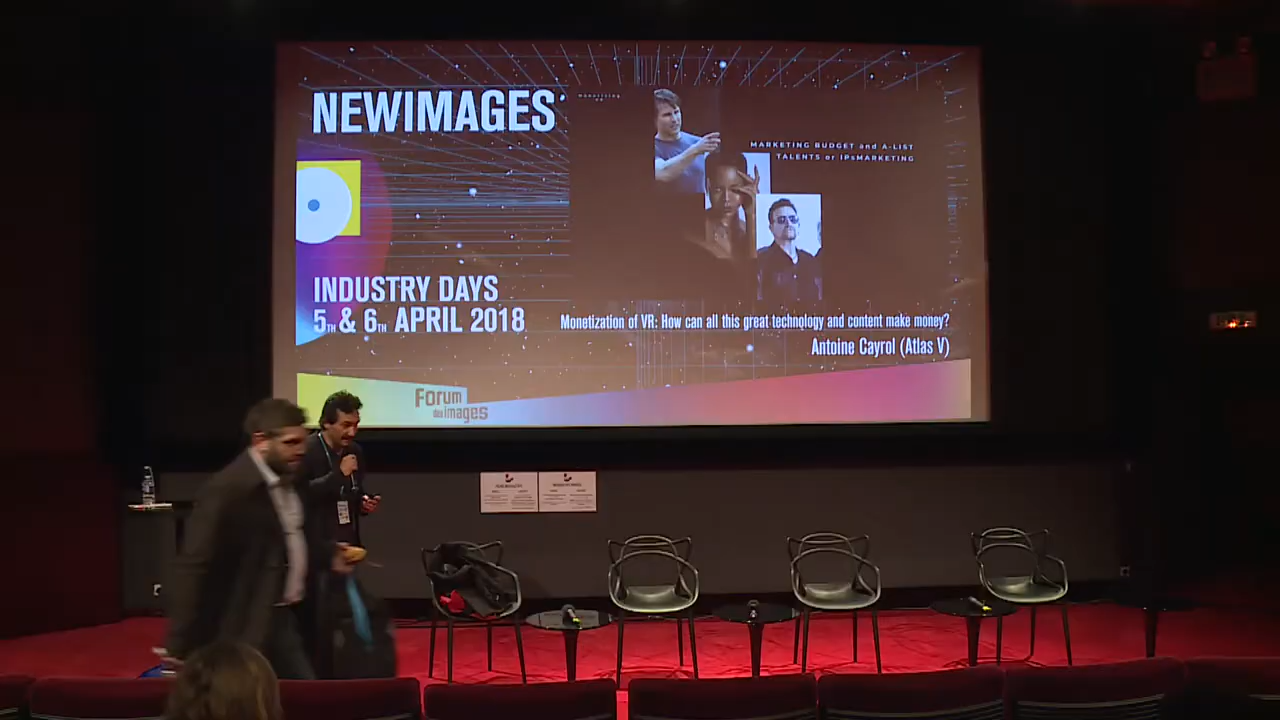 NEWIMAGES
MARKETING BUDGET and A-LIST
TALENTS or IPsMARKETING
INDUSTRY DAYS
5TH & 6TH APRIL 2018
Monetization of VR: How can all this great technology and content make money?
Antoine Cayrol (Atlas V)
Forum
des images